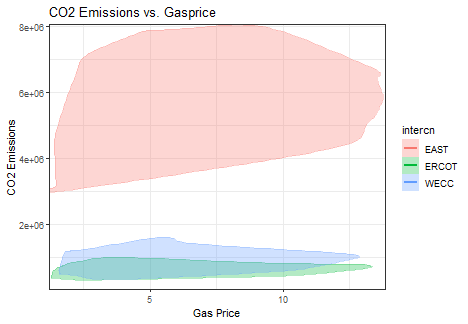 CO2 Emissions vs. Gasprice
8e+06
6e+06
4e+06
2e+06
CO2 Emissions
5
10
Gas Price
intercn
EAST
ERCOT
WECC